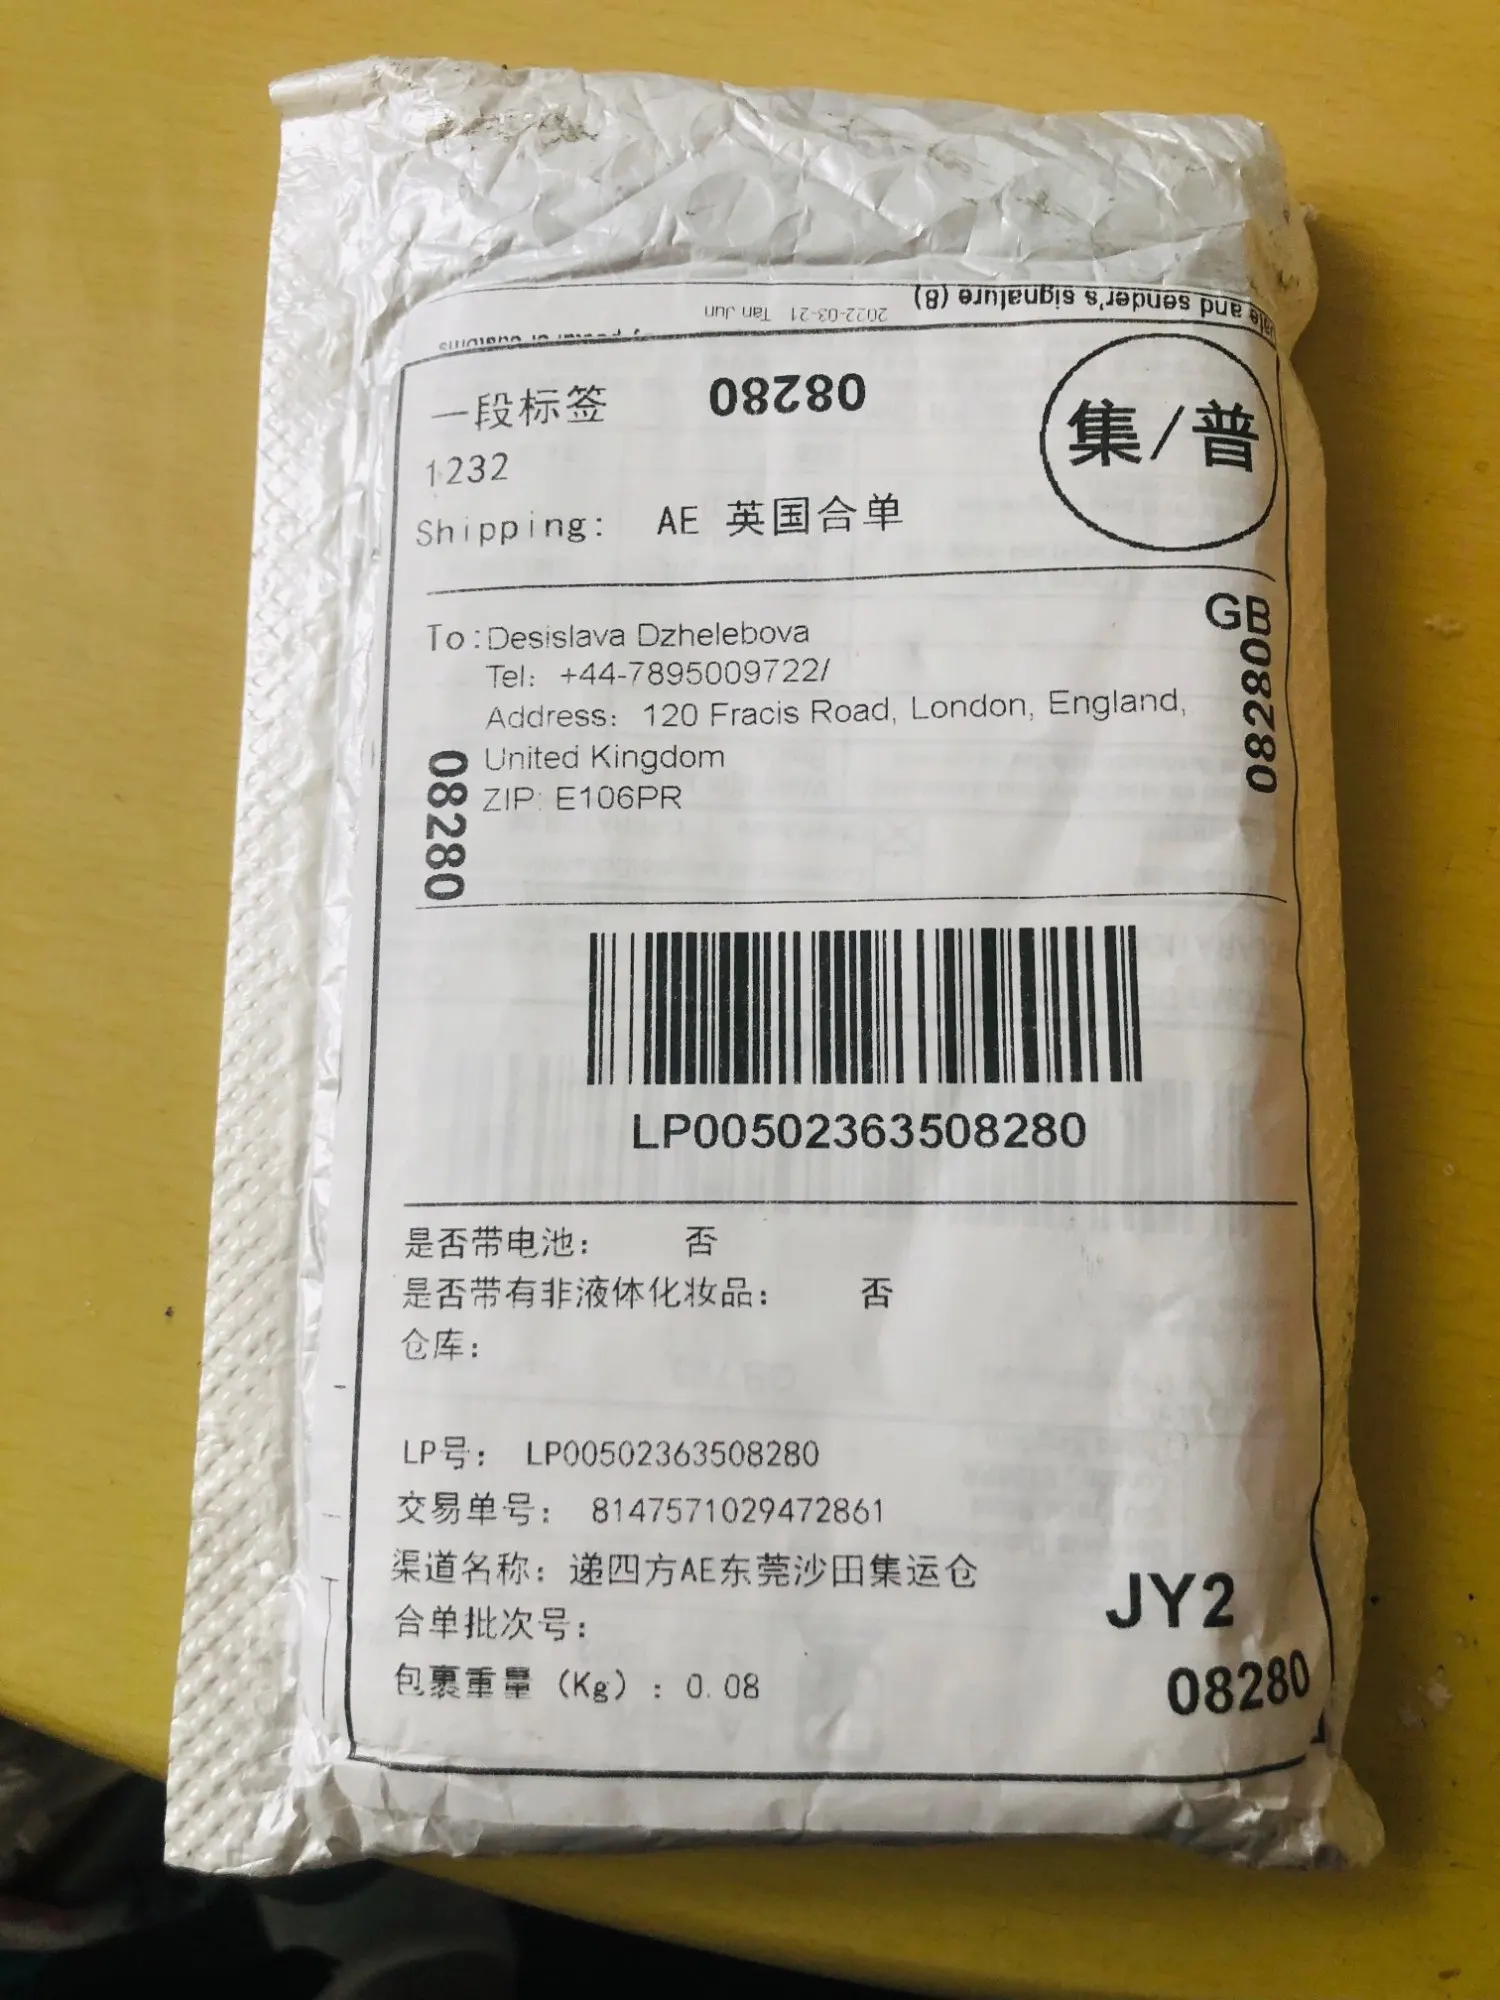 ate and sender's signature (8)
2022-03-21 Tan Jun
一段标签
08280
集/普
1232
Shipping: AE 英国合单
GB
08280
To:Desislava Dzhelebova
Tel: +44-7895009722/
Address: 120 Fracis Road, London, England,
United Kingdom
ZIP: E106PR
08280
LP00502363508280
是否带电池: 否
是否带有非液体化妆品: 否
仓库:
LP号: LP00502363508280
交易单号: 8147571029472861
渠道名称: 递四方AE东莞沙田集运仓
合单批次号:
包裹重量 (Kg) : 0.08
JY2
08280